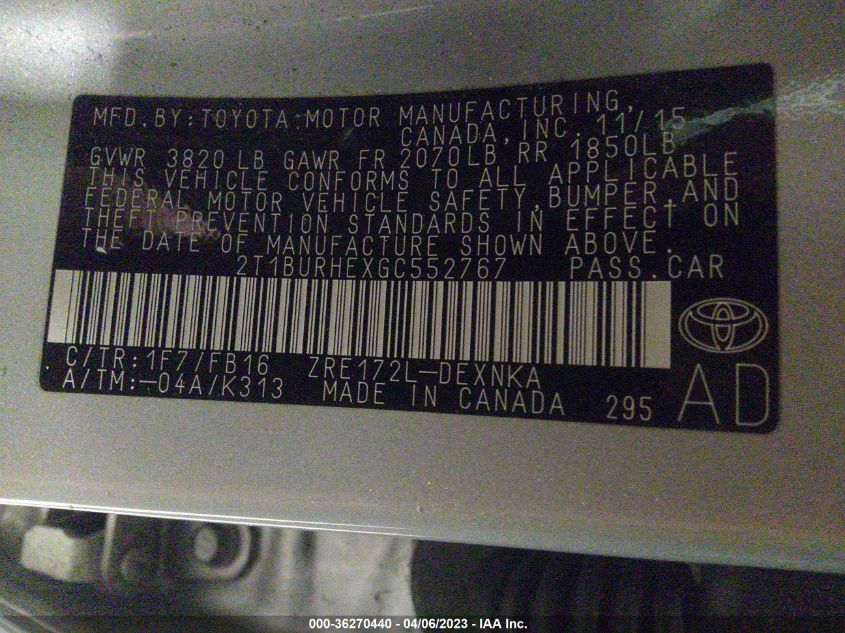 MFD. BY: TOYOTA MOTOR MANUFACTURING,
CANADA, INC. 11/15
GVWR 3820 LB GAWR FR 2070LB RR 1850LB
THIS VEHICLE CONFORMS TO ALL APPLICABLE
FEDERAL MOTOR VEHICLE SAFETY, BUMPER, AND
THEFT PREVENTION STANDARDS IN EFFECT ON
THE DATE OF MANUFACTURE SHOWN ABOVE.
2T1BURHEXGC552767 PASS. CAR
C/TR: 1F7/FB16 ZRE172L-DEXNKA
A/TM: -04A/K313 MADE IN CANADA 295
AD
000-36270440 - 04/06/2023 - IAA Inc.